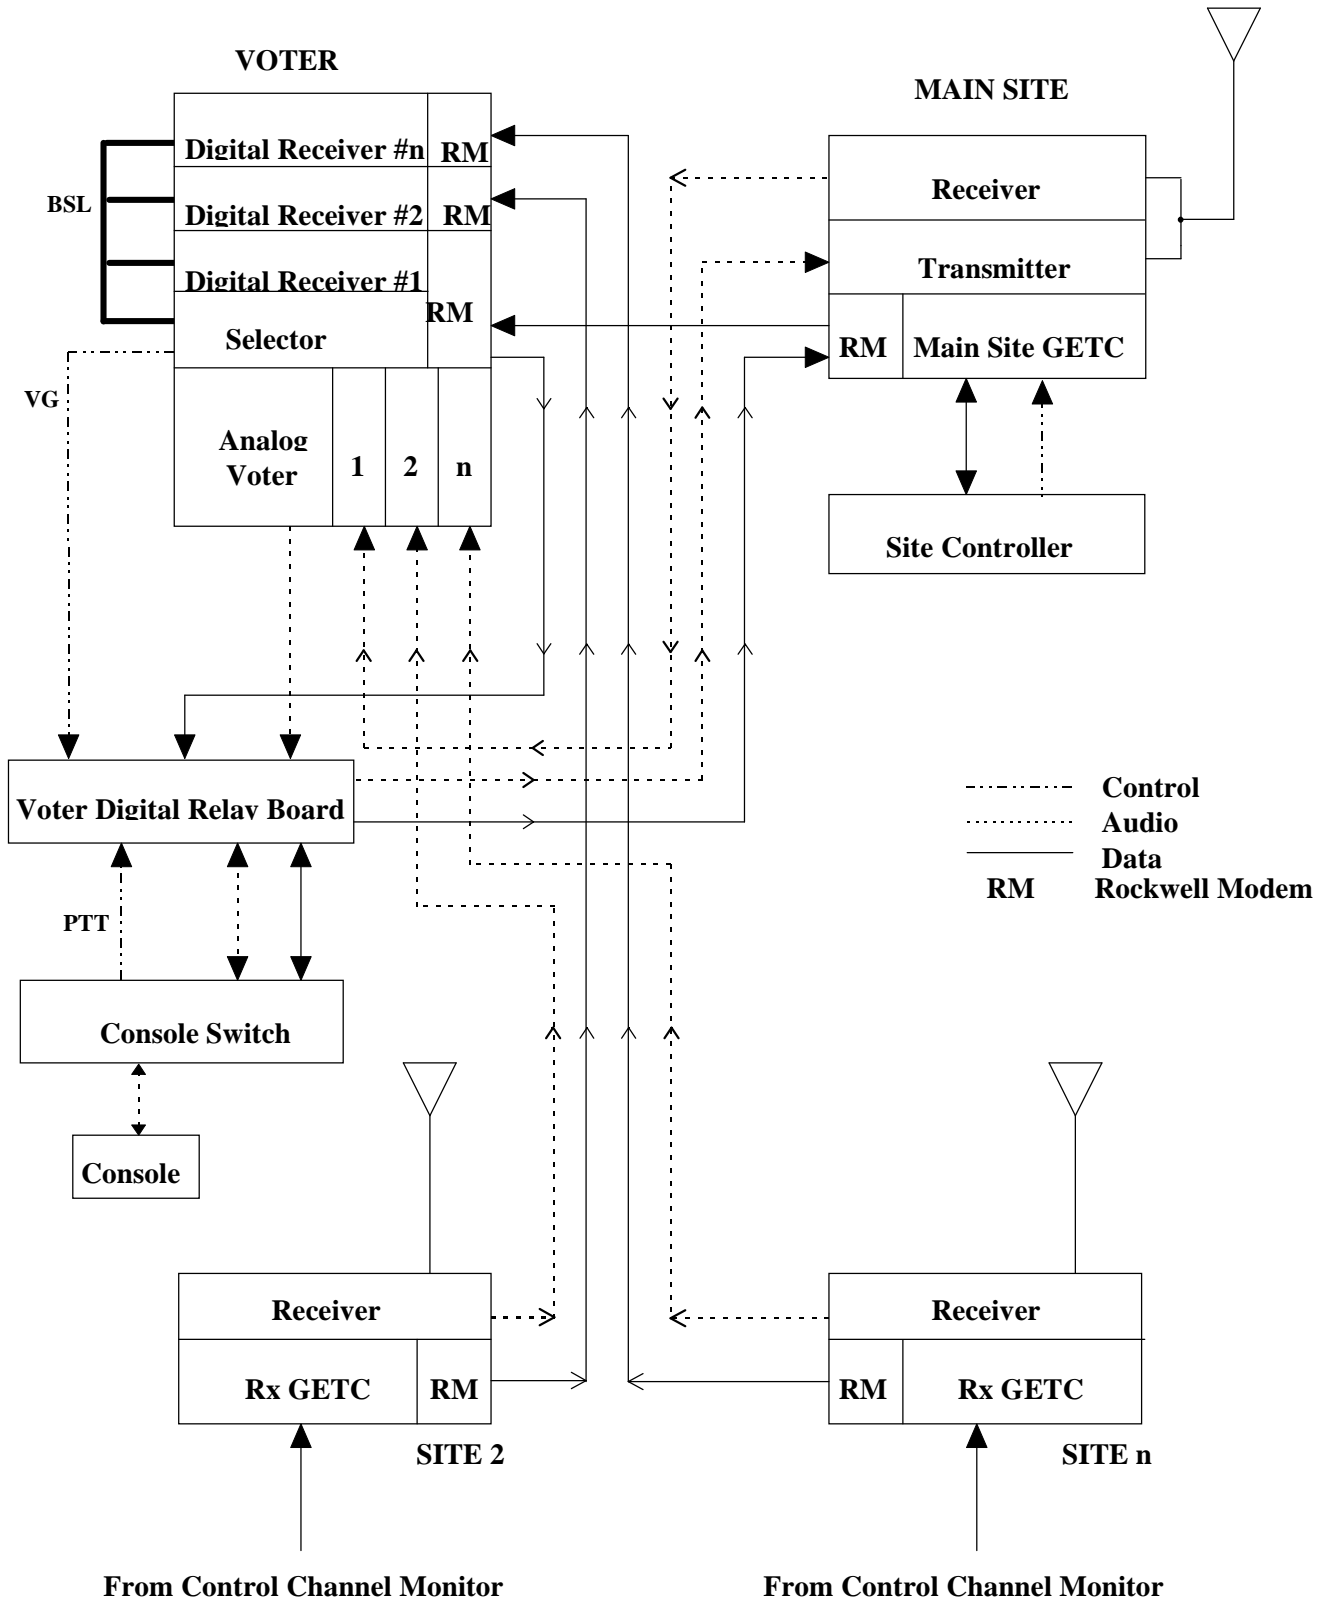 VOTER
MAIN SITE
Digital Receiver #n
RM
BSL
Digital Receiver #2
RM
Digital Receiver #1
RM
Selector
VG
Analog
Voter
1
2
n
Receiver
Transmitter
RM
Main Site GETC
Site Controller
Voter Digital Relay Board
PTT
Console Switch
Console
Control
Audio
Data
RM Rockwell Modem
Receiver
Rx GETC
RM
SITE 2
Receiver
RM
Rx GETC
SITE n
From Control Channel Monitor
From Control Channel Monitor